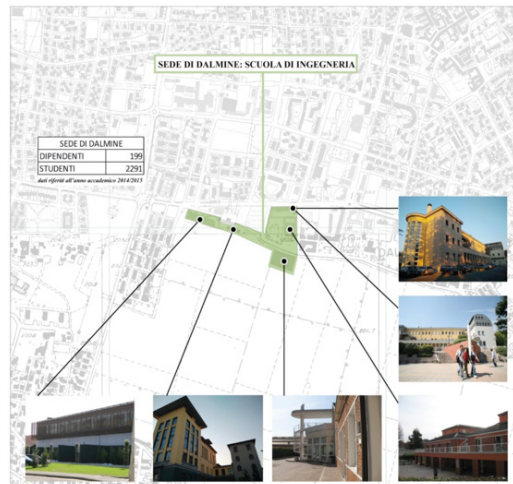 SEDE DI DALMINE: SCUOLA DI INGEGNERIA
SEDE DI DALMINE
DIPENDENTI 199
STUDENTI 2291
dati riferiti all'anno accademico 2014/2015